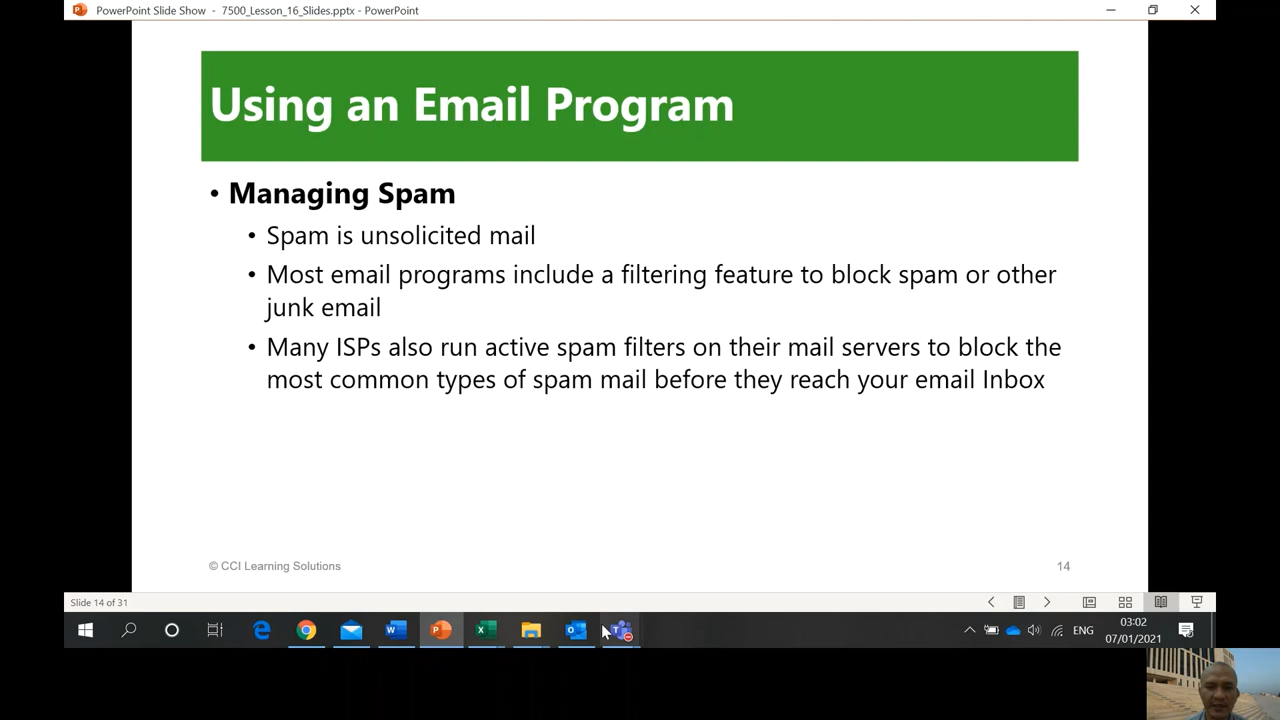 PowerPoint Slide Show - 7500_Lesson_16_Slides.pptx - PowerPoint
Using an Email Program
• Managing Spam
• Spam is unsolicited mail
• Most email programs include a filtering feature to block spam or other
junk email
• Many ISPs also run active spam filters on their mail servers to block the
most common types of spam mail before they reach your email Inbox
© CCI Learning Solutions
14
Slide 14 of 31
ENG
03:02
07/01/2021